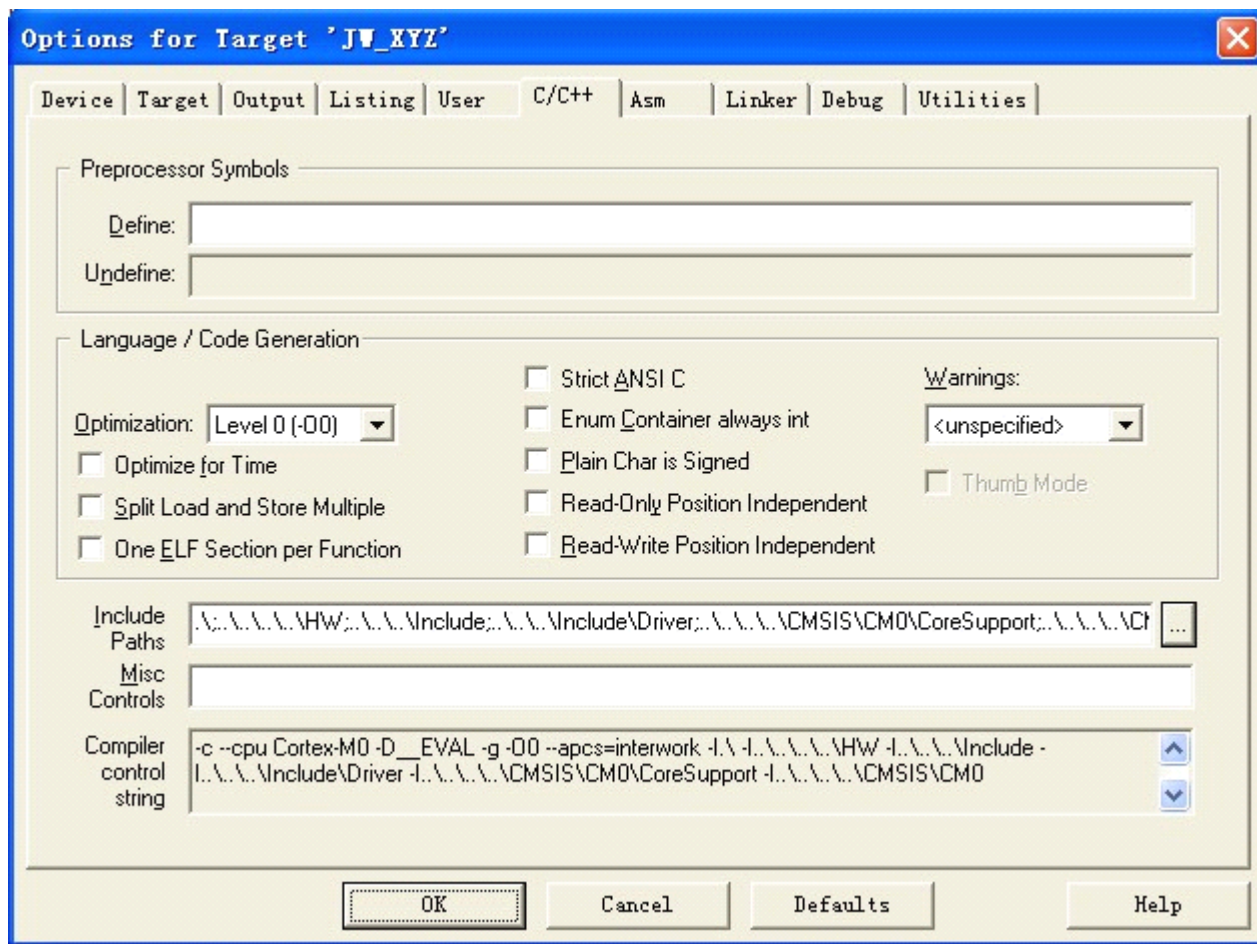 Options for Target 'JW_XYZ'
Device Target Output Listing User C/C++ Asm Linker Debug Utilities
Preprocessor Symbols
Define:
Undefine:
Language / Code Generation
Strict ANSI C
Warnings:
Optimization: Level 0 (-O0)
Enum Container always int
<unspecified>
Optimize for Time
Plain Char is Signed
Thumb Mode
Split Load and Store Multiple
Read-Only Position Independent
One ELF Section per Function
Read-Write Position Independent
Include Paths
.\;..\..\..\..\HW;..\..\..\Include;..\..\..\Include\Driver;..\..\..\..\CMSIS\CM0\CoreSupport;..\..\..\..\CM
...
Misc Controls
Compiler control string
-c --cpu Cortex-M0 -D__EVAL -g -O0 --apcs=interwork -I.\ -I..\..\..\..\HW -I..\..\..\Include -
I..\..\..\Include\Driver -I..\..\..\..\CMSIS\CM0\CoreSupport -I..\..\..\..\CMSIS\CM0
OK Cancel Defaults Help